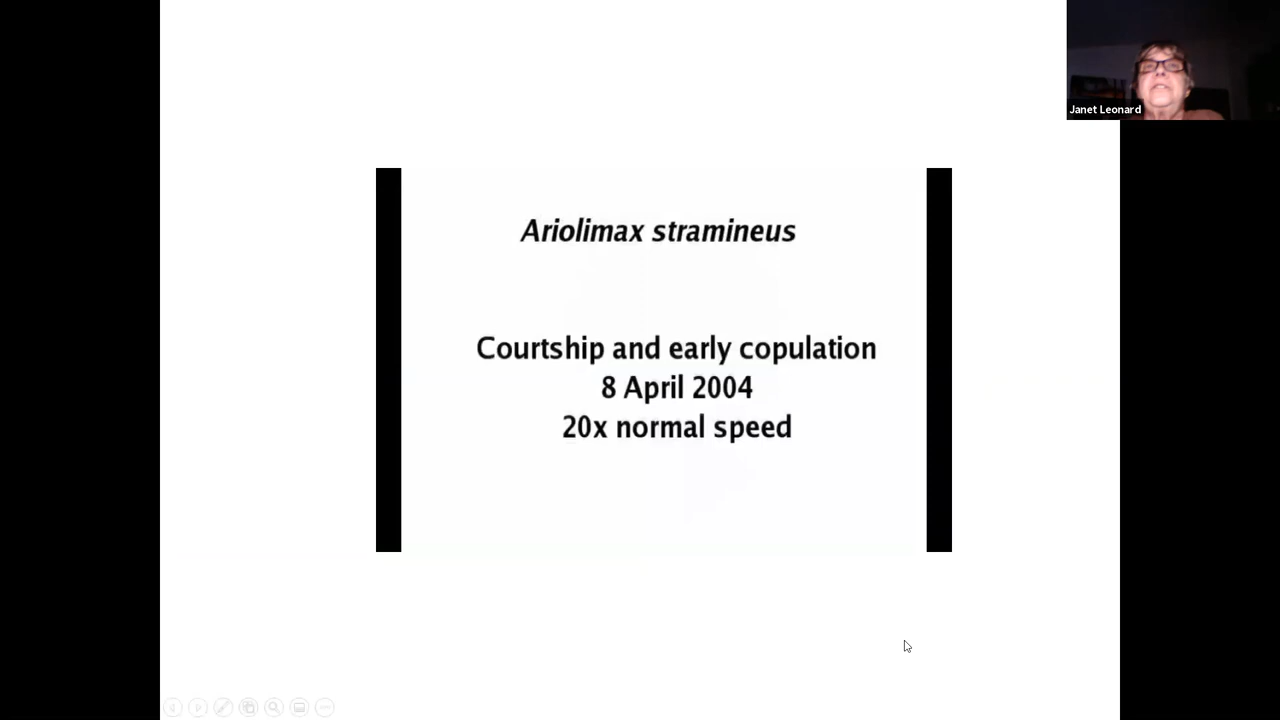 Janet Leonard
Ariolimax stramineus
Courtship and early copulation
8 April 2004
20x normal speed